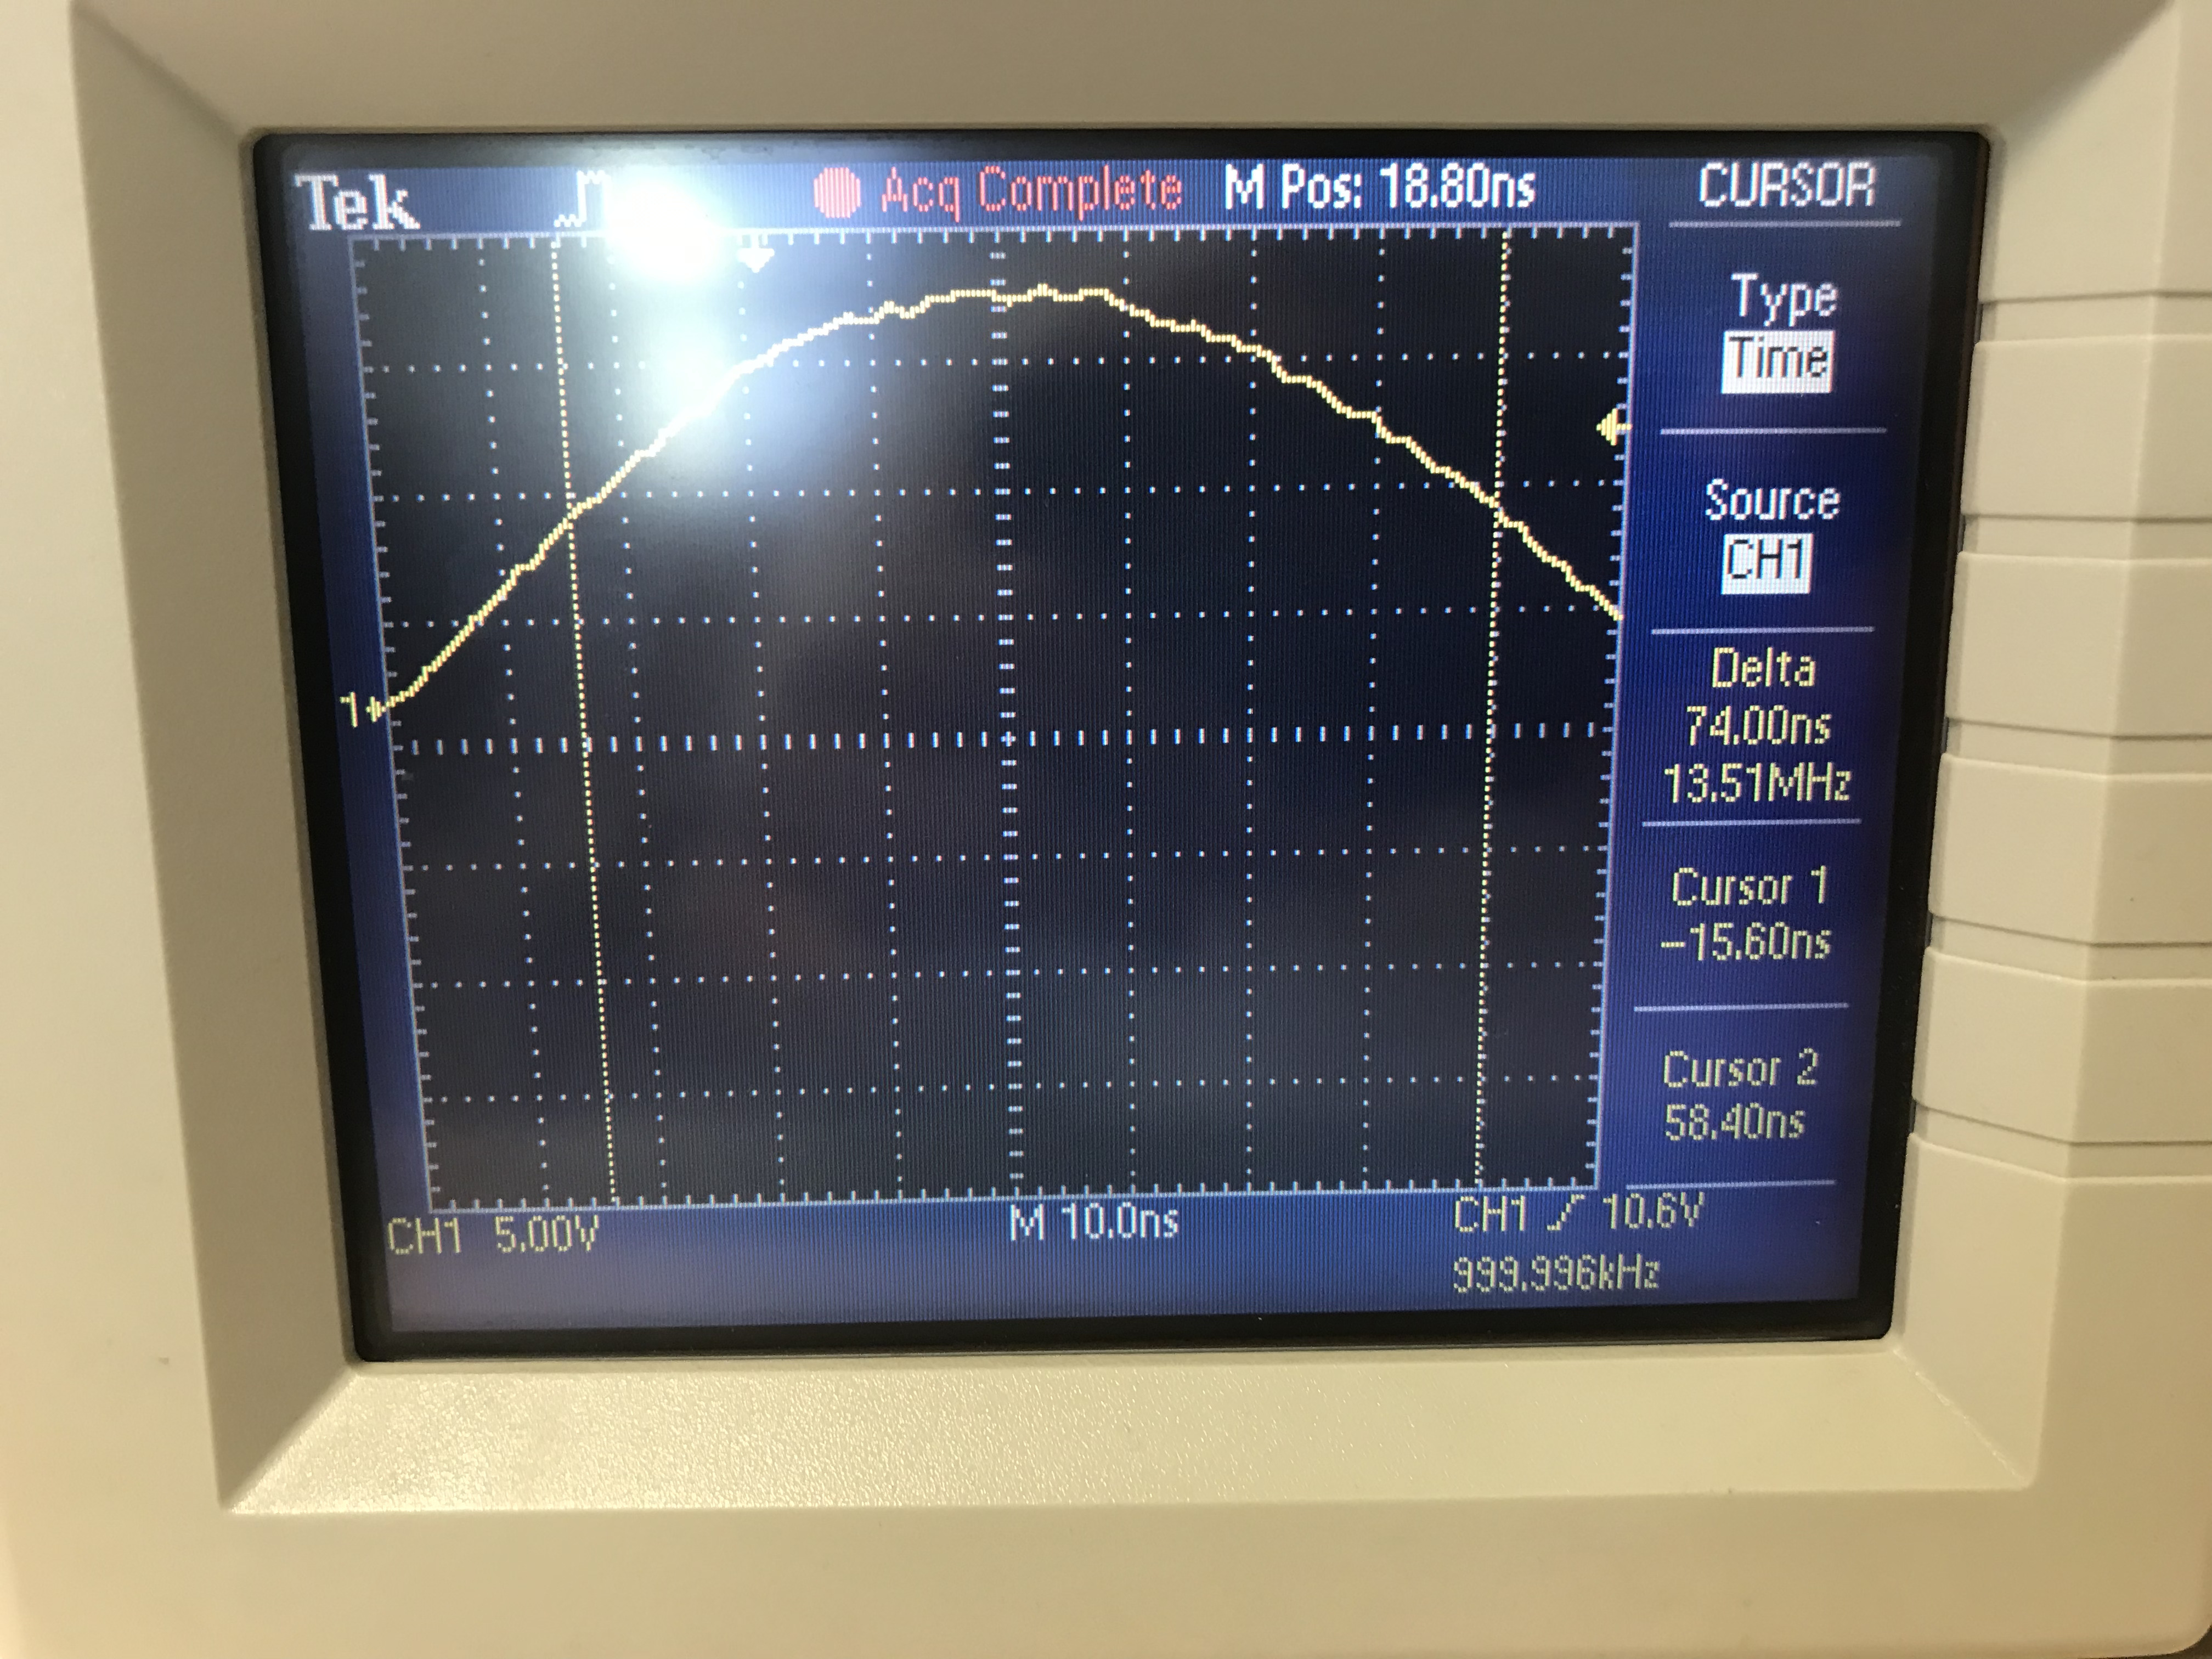 Tek
Acq Complete
M Pos: 18.80ns
CURSOR
Type
Time
Source
CH1
Delta
74.00ns
13.51MHz
Cursor 1
-15.60ns
Cursor 2
58.40ns
1
CH1 5.00V
M 10.0ns
CH1 10.6V
999.996kHz